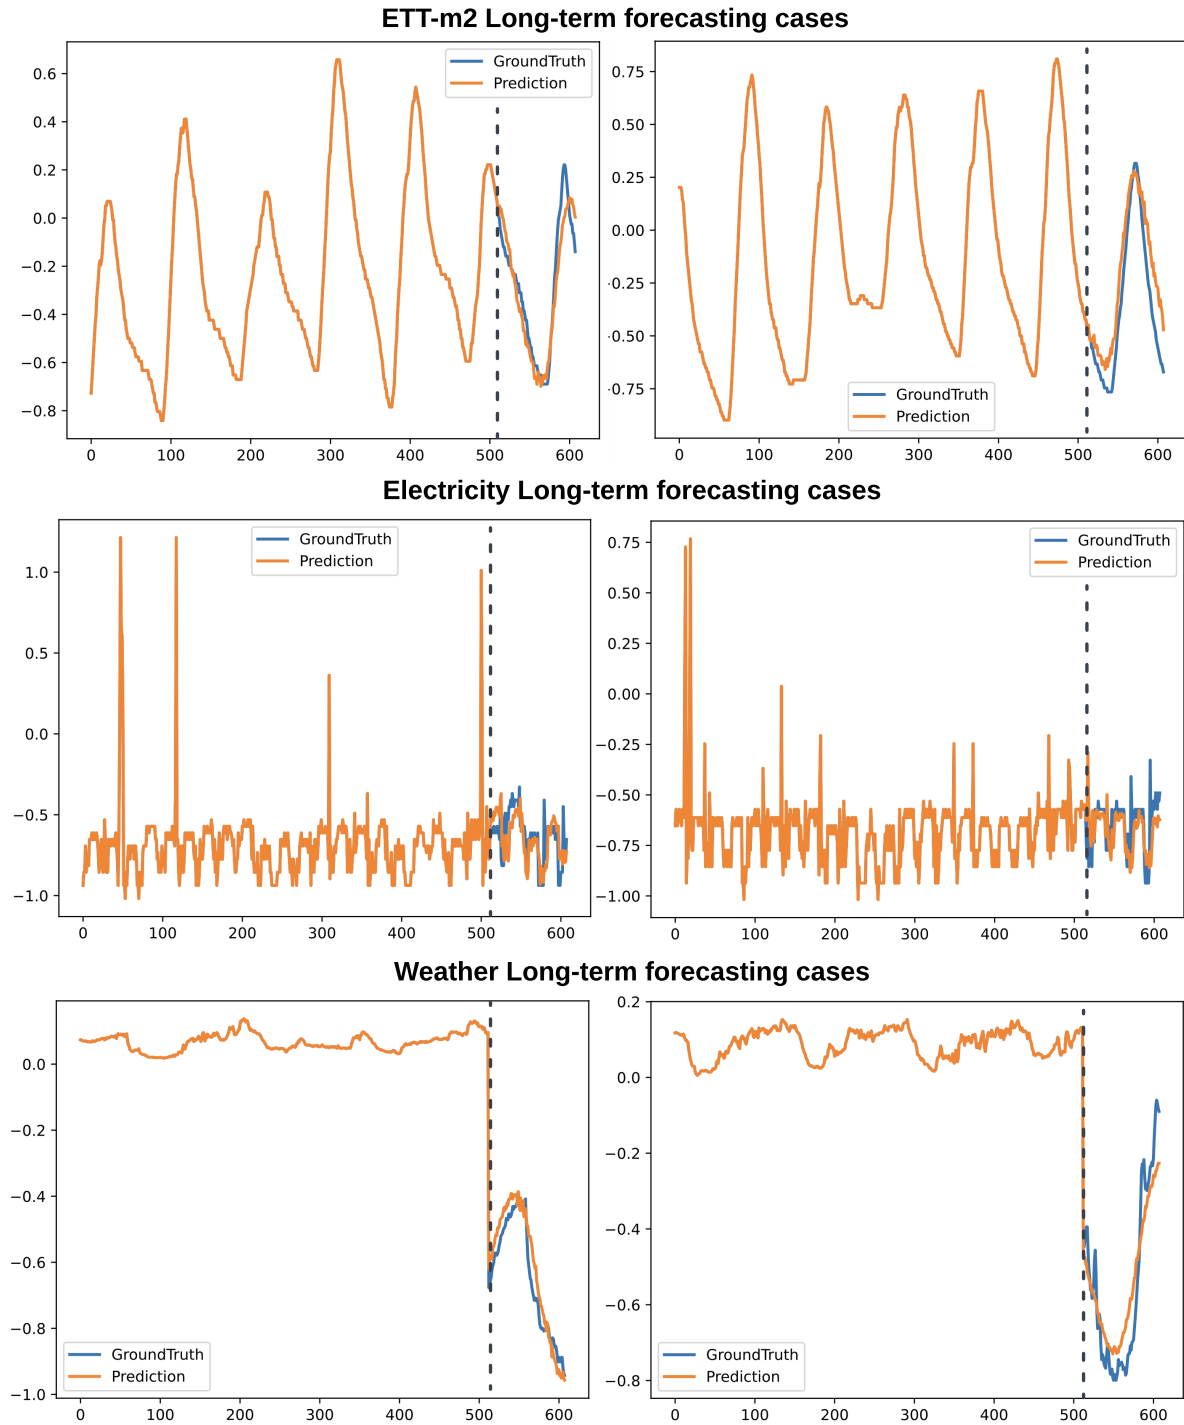 ETT-m2 Long-term forecasting cases
GroundTruth
Prediction
0.6
0.4
0.2
0.0
−0.2
−0.4
−0.6
−0.8
0 100 200 300 400 500 600
0.75
0.50
0.25
0.00
0.25
0.50
0.75
GroundTruth
Prediction
0 100 200 300 400 500 600
Electricity Long-term forecasting cases
GroundTruth
Prediction
1.0
0.5
0.0
−0.5
−1.0
0 100 200 300 400 500 600
GroundTruth
Prediction
0.75
0.50
0.25
0.00
−0.25
−0.50
−0.75
−1.00
0 100 200 300 400 500 600
Weather Long-term forecasting cases
0.0
−0.2
−0.4
−0.6
−0.8
−1.0
GroundTruth
Prediction
0 100 200 300 400 500 600
0.2
0.0
−0.2
−0.4
−0.6
−0.8
GroundTruth
Prediction
0 100 200 300 400 500 600